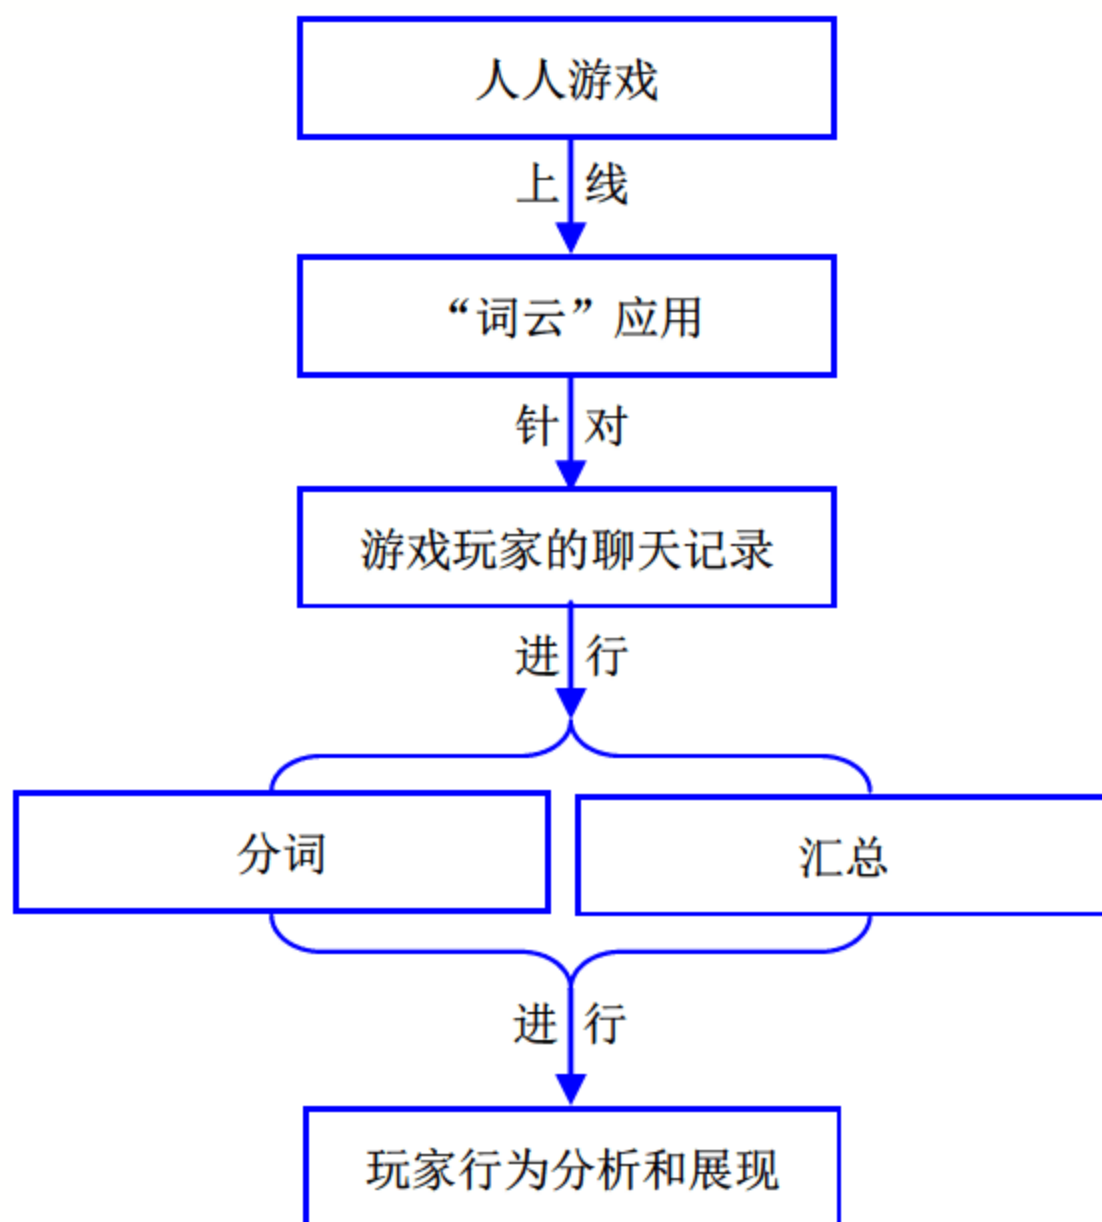 人人游戏
上线
“词云”应用
针对
游戏玩家的聊天记录
进行
分词
汇总
进行
玩家行为分析和展现